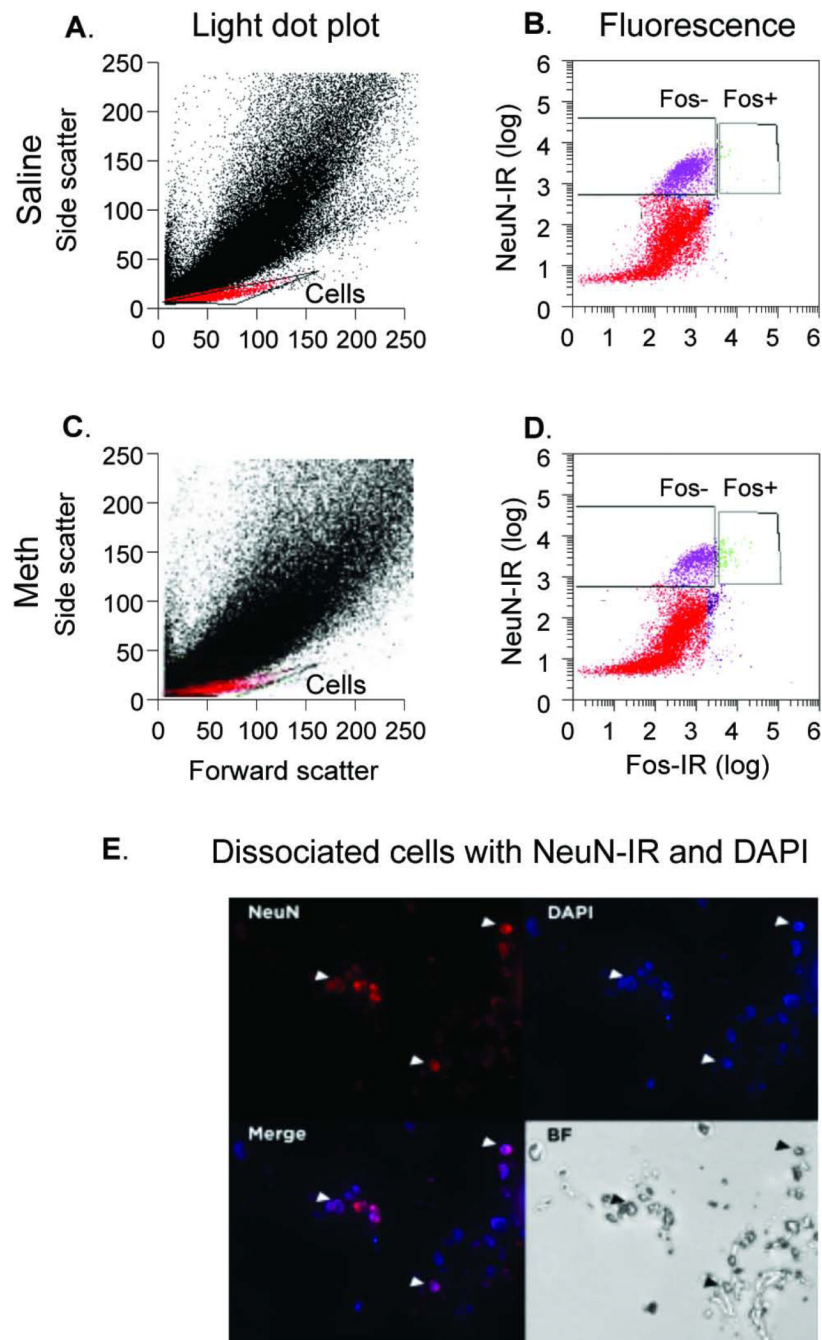 A. Light dot plot
B. Fluorescence
Saline
Side scatter
250
200
150
100
50
0
Cells
50 100 150 200 250
NeuN-IR (log)
6
5
4
3
2
1
0
Fos- Fos+
0 1 2 3 4 5 6
C.
Meth
Side scatter
250
200
150
100
50
0
Cells
50 100 150 200 250
Forward scatter
D.
NeuN-IR (log)
6
5
4
3
2
1
0
Fos- Fos+
0 1 2 3 4 5 6
Fos-IR (log)
E. Dissociated cells with NeuN-IR and DAPI
NeuN
DAPI
Merge
BF